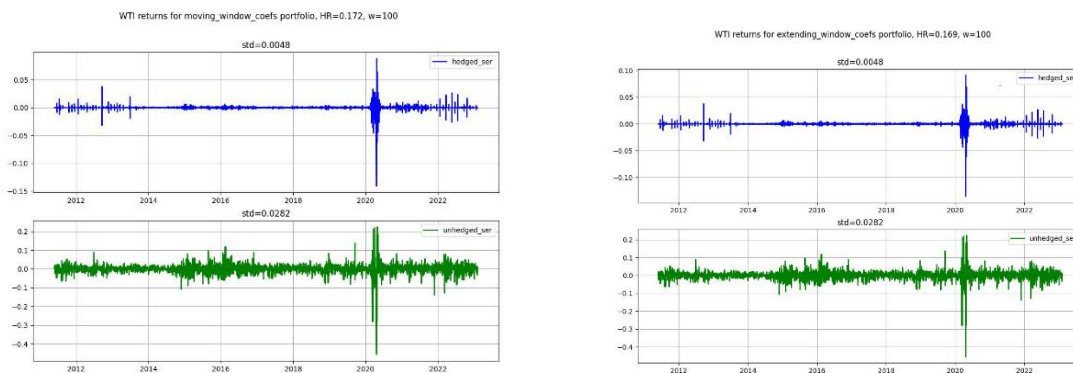 WTI returns for moving_window_coefs portfolio, HR=0.172, w=100
std=0.0048
hedged_ser
0.05
0.00
−0.05
−0.10
−0.15
2012 2014 2016 2018 2020 2022
std=0.0282
unhedged_ser
0.2
0.1
0.0
−0.1
−0.2
−0.3
−0.4
2012 2014 2016 2018 2020 2022
WTI returns for extending_window_coefs portfolio, HR=0.169, w=100
std=0.0048
hedged_se
0.10
0.05
0.00
−0.05
−0.10
2012 2014 2016 2018 2020 2022
std=0.0282
unhedged_se
0.2
0.1
0.0
−0.1
−0.2
−0.3
−0.4
2012 2014 2016 2018 2020 2022